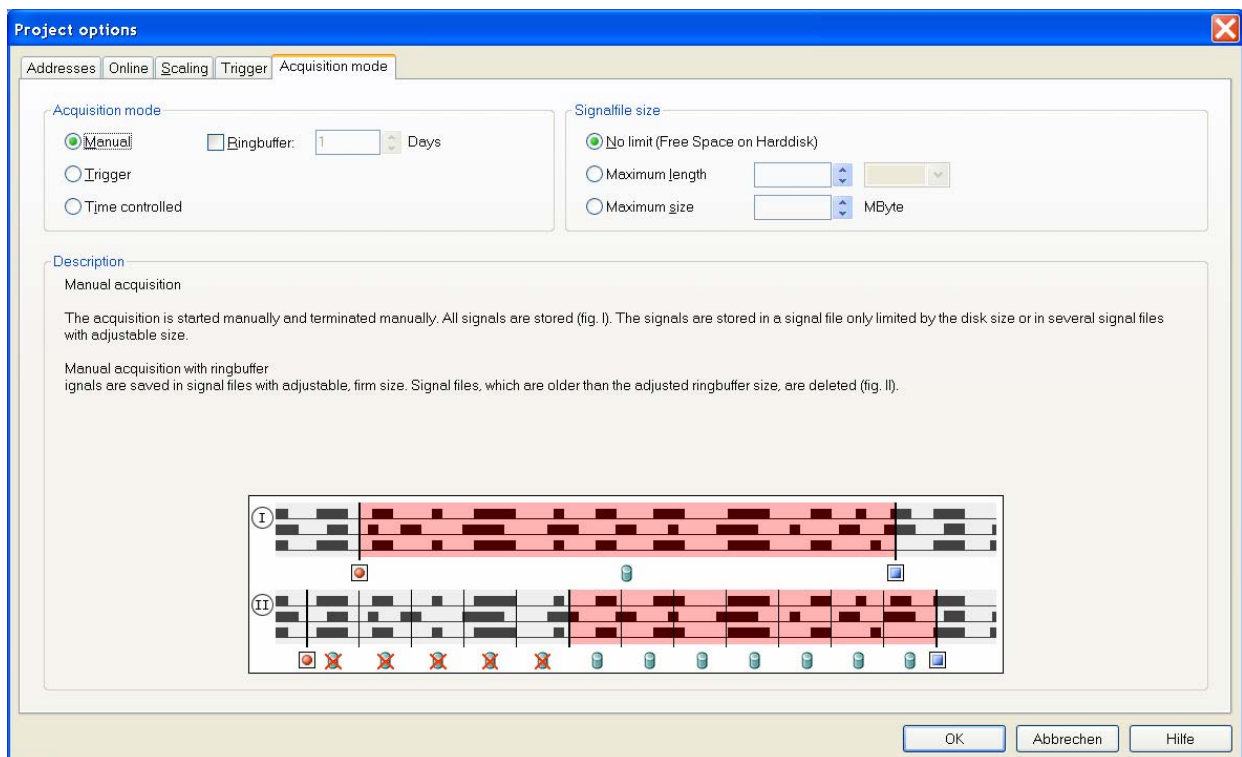 Project options
Addresses Online Scaling Trigger Acquisition mode
Acquisition mode
Manual Ringbuffer: 1 Days
Trigger
Time controlled
Signalfile size
No limit (Free Space on Harddisk)
Maximum length
Maximum size MByte
Description
Manual acquisition
The acquisition is started manually and terminated manually. All signals are stored (fig. I). The signals are stored in a signal file only limited by the disk size or in several signal files
with adjustable size.
Manual acquisition with ringbuffer
ignals are saved in signal files with adjustable, firm size. Signal files, which are older than the adjusted ringbuffer size, are deleted (fig. II).
I
II
OK Abbrechen Hilfe